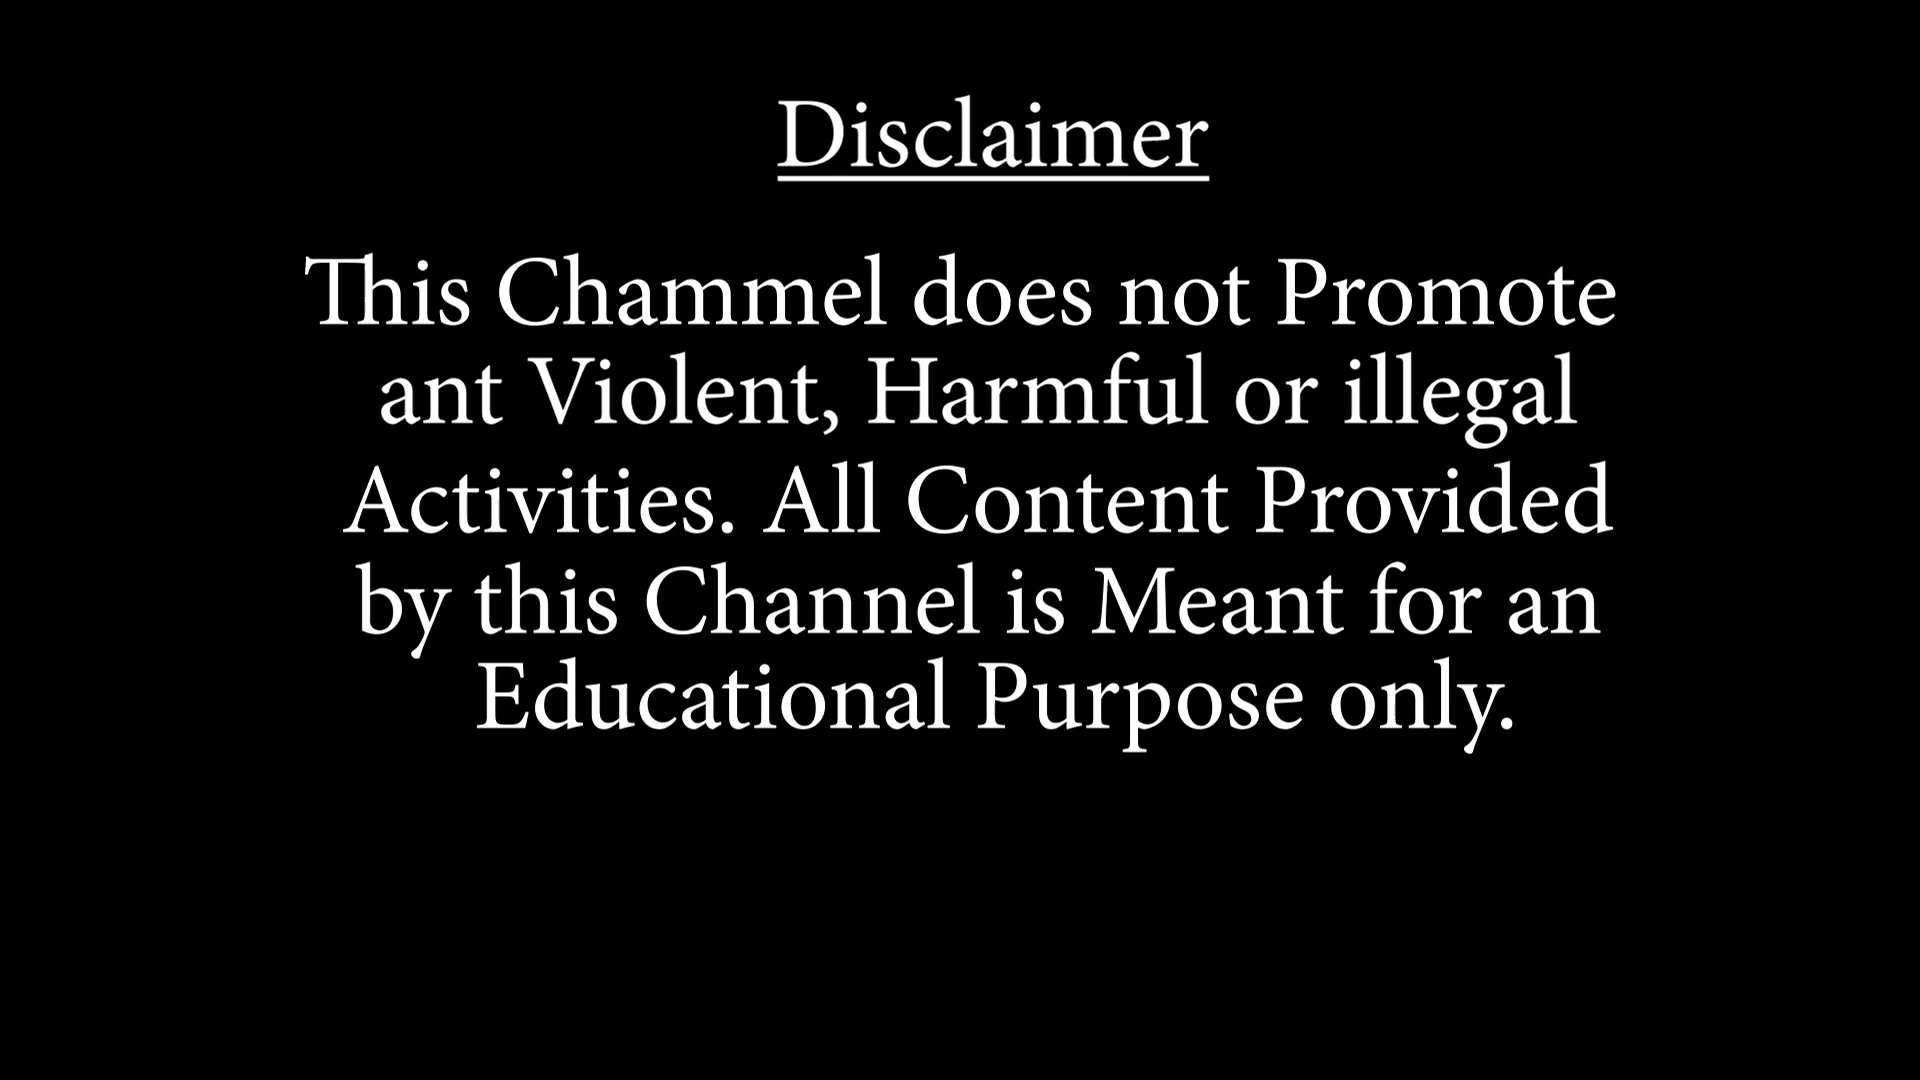 Disclaimer
This Chammel does not Promote
ant Violent, Harmful or illegal
Activities. All Content Provided
by this Channel is Meant for an
Educational Purpose only.